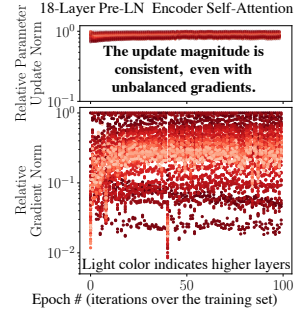 18-Layer Pre-LN Encoder Self-Attention
Relative Parameter
Update Norm
10^-1
The update magnitude is
consistent, even with
unbalanced gradients.
Relative
Gradient Norm
10^0
10^-1
10^-2
Light color indicates higher layers
0
50
100
Epoch # (iterations over the training set)